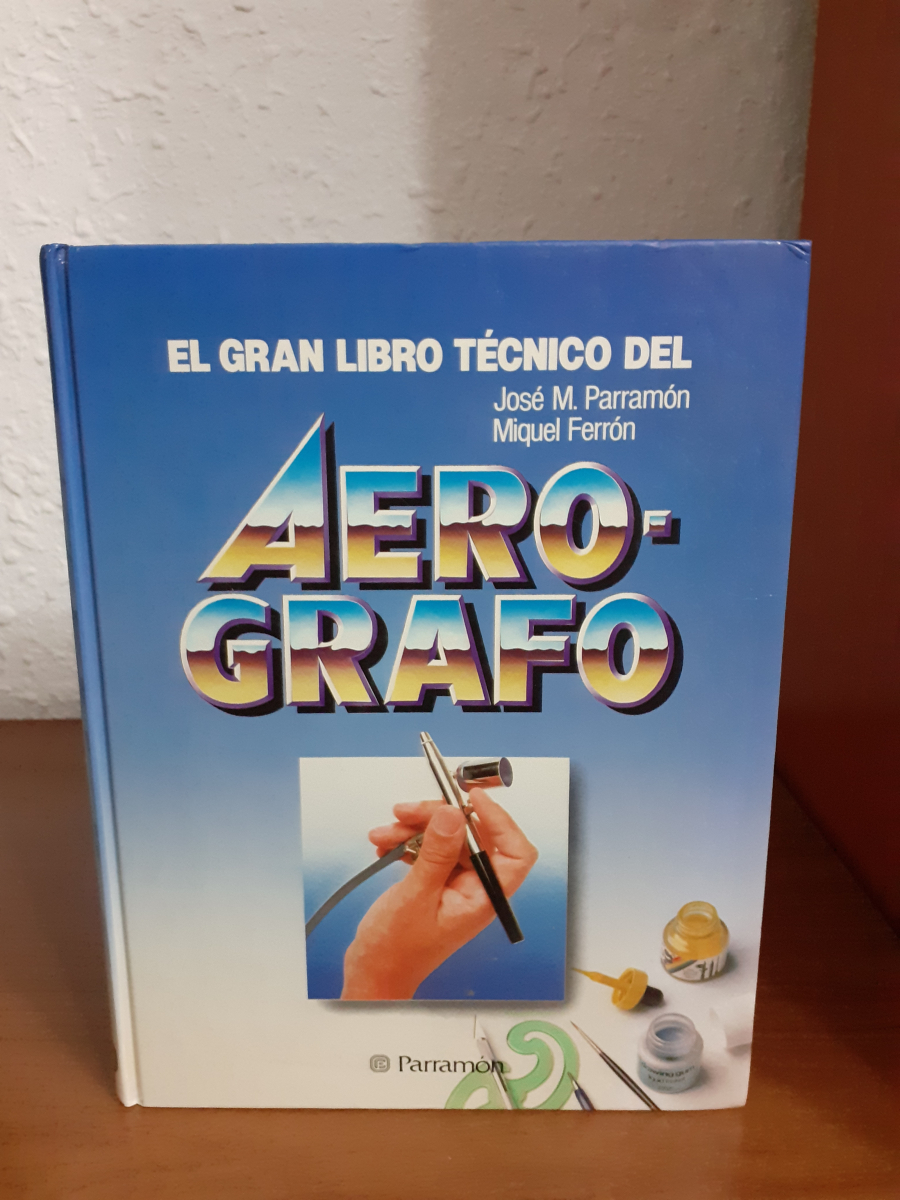 EL GRAN LIBRO TÉCNICO DEL
José M. Parramón
Miquel Ferrón
AERO-
GRAFO
Parramón